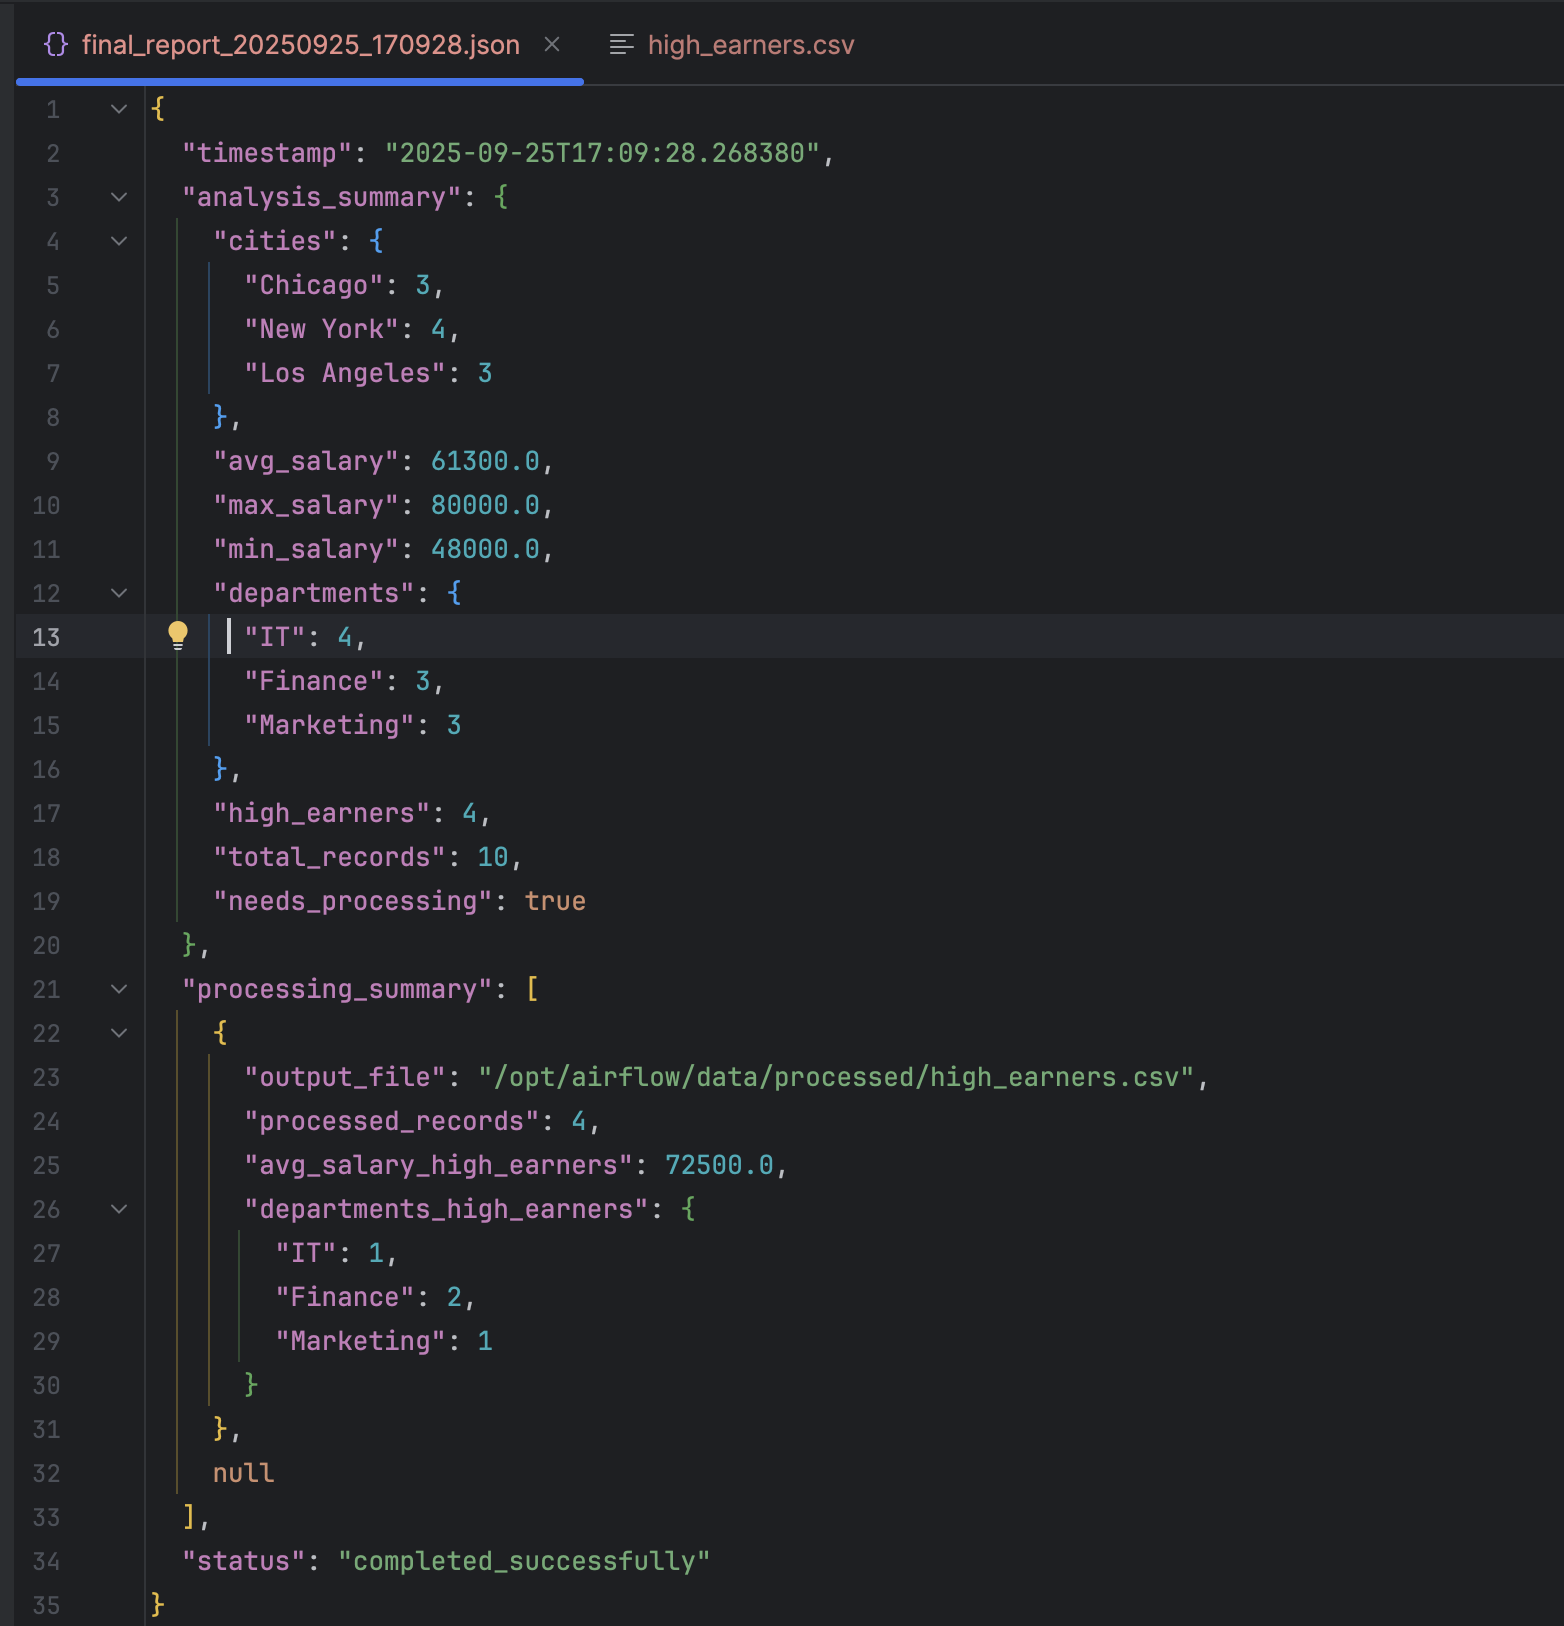 final_report_20250925_170928.json
high_earners.csv
1 {
2 "timestamp": "2025-09-25T17:09:28.268380",
3 "analysis_summary": {
4 "cities": {
5 "Chicago": 3,
6 "New York": 4,
7 "Los Angeles": 3
8 },
9 "avg_salary": 61300.0,
10 "max_salary": 80000.0,
11 "min_salary": 48000.0,
12 "departments": {
13 "IT": 4,
14 "Finance": 3,
15 "Marketing": 3
16 },
17 "high_earners": 4,
18 "total_records": 10,
19 "needs_processing": true
20 },
21 "processing_summary": [
22 {
23 "output_file": "/opt/airflow/data/processed/high_earners.csv",
24 "processed_records": 4,
25 "avg_salary_high_earners": 72500.0,
26 "departments_high_earners": {
27 "IT": 1,
28 "Finance": 2,
29 "Marketing": 1
30 }
31 },
32 null
33 ],
34 "status": "completed_successfully"
35 }